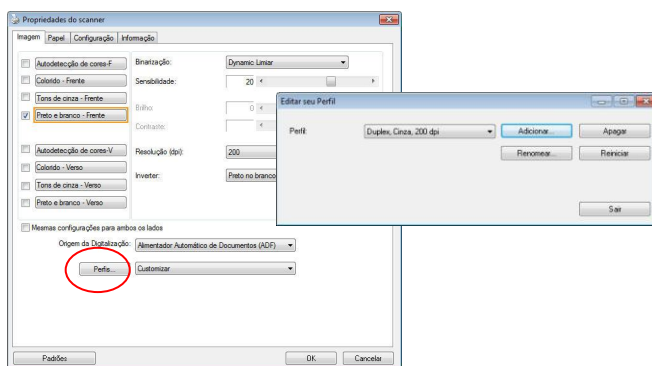 Propriedades do scanner
Imagem Papel Configuração Informação
Autodetecção de cores-F
Colorido - Frente
Tons de cinza - Frente
Preto e branco - Frente
Autodetecção de cores-V
Colorido - Verso
Tons de cinza - Verso
Preto e branco - Verso
Binarização: Dynamic Limiar
Sensibilidade: 20
Brilho: 0
Contraste:
Resolução (dpi): 200
Inverter: Preto no branco
Mesmas configurações para ambos os lados
Origem da Digitalização: Alimentador Automático de Documentos (ADF)
Perfis... Customizar
Padrões OK Cancelar
Editar seu Perfil
Perfil: Duplex, Cinza, 200 dpi Adicionar... Apagar
Renomear... Reiniciar
Sair